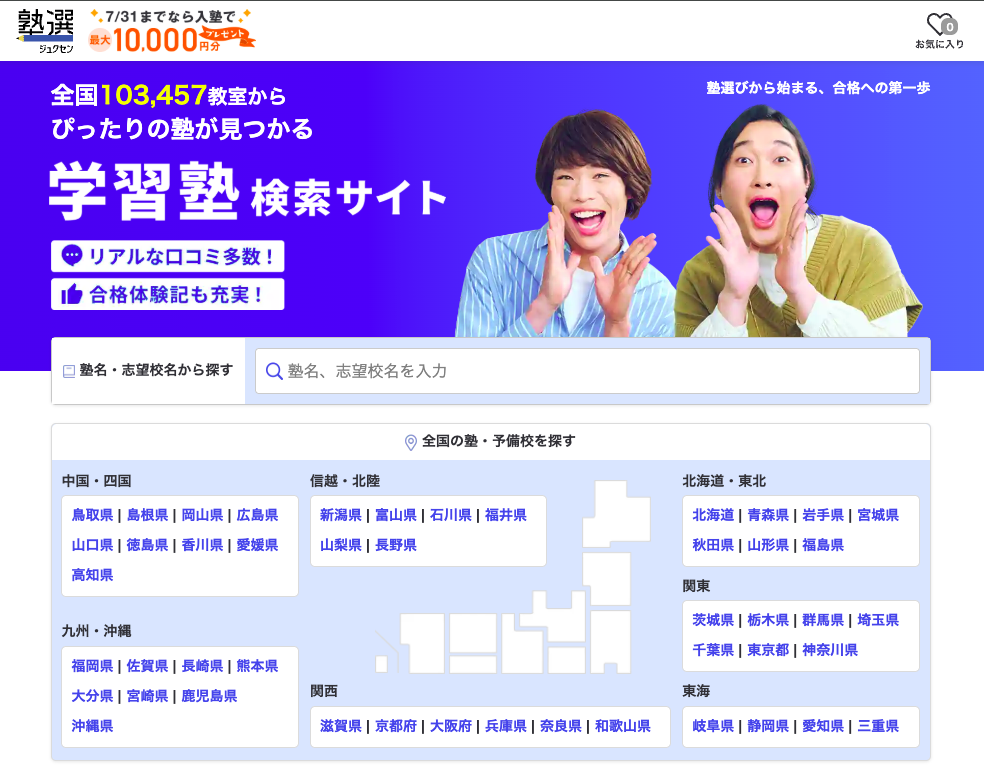 塾選
ジュクセン
7/31までなら入塾で
最大10,000円分プレゼント
0
お気に入り
塾選びから始まる、合格への第一歩
全国103,457教室から
ぴったりの塾が見つかる
学習塾 検索サイト
リアルな口コミ多数！
合格体験記も充実！
塾名・志望校名から探す
塾名、志望校名を入力
全国の塾・予備校を探す
中国・四国
鳥取県 | 島根県 | 岡山県 | 広島県
山口県 | 徳島県 | 香川県 | 愛媛県
高知県
九州・沖縄
福岡県 | 佐賀県 | 長崎県 | 熊本県
大分県 | 宮崎県 | 鹿児島県
沖縄県
信越・北陸
新潟県 | 富山県 | 石川県 | 福井県
山梨県 | 長野県
関西
滋賀県 | 京都府 | 大阪府 | 兵庫県 | 奈良県 | 和歌山県
北海道・東北
北海道 | 青森県 | 岩手県 | 宮城県
秋田県 | 山形県 | 福島県
関東
茨城県 | 栃木県 | 群馬県 | 埼玉県
千葉県 | 東京都 | 神奈川県
東海
岐阜県 | 静岡県 | 愛知県 | 三重県